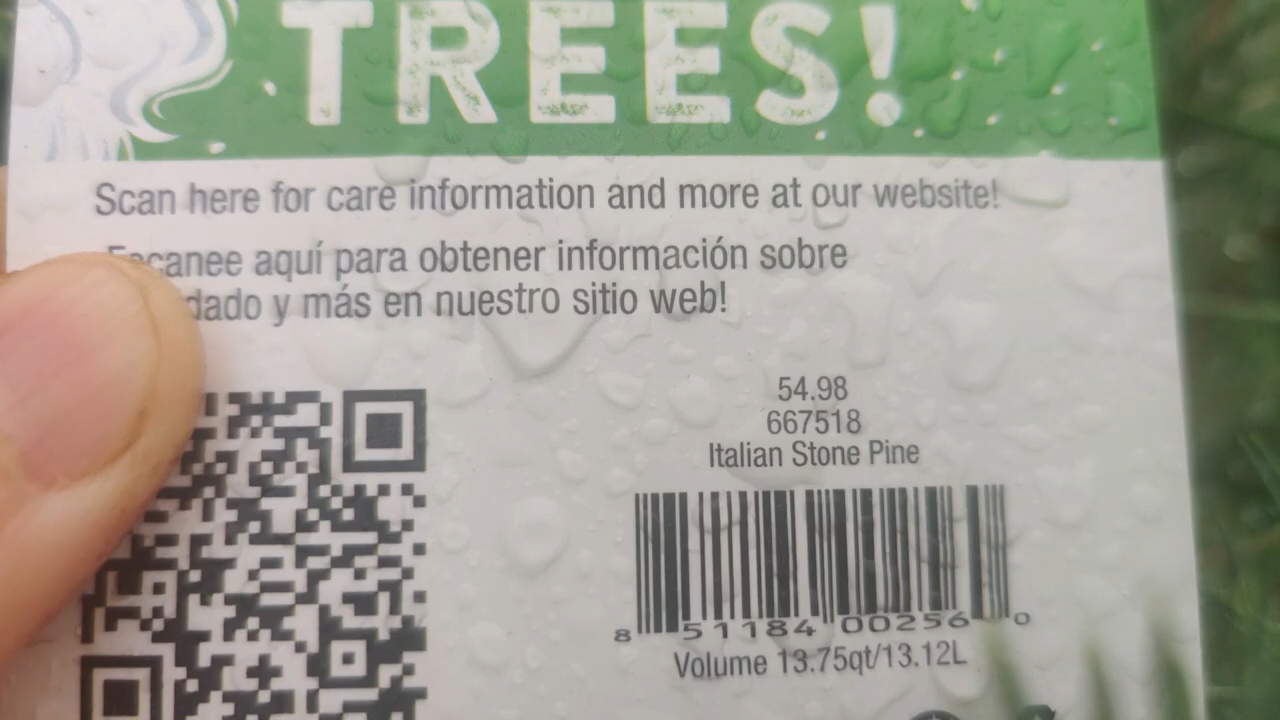 TREES!
Scan here for care information and more at our website!
Escanee aquí para obtener información sobre
y más en nuestro sitio web!
54.98
667518
Italian Stone Pine
8 51184 00256 0
Volume 13.75qt/13.12L